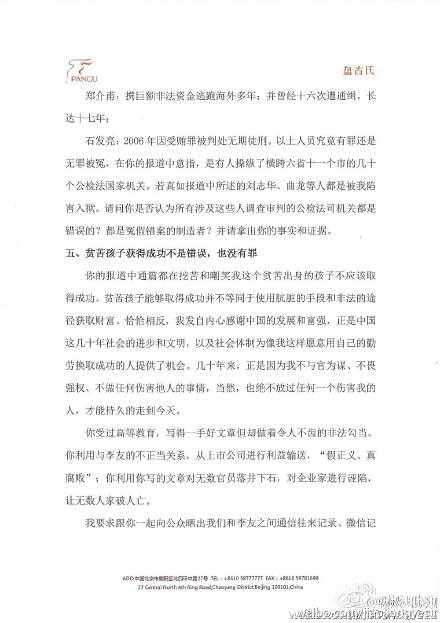 PANGU
盘古氏
郑介甫：携巨额非法资金逃跑海外多年；并曾经十六次遭通缉，长
达十七年；
石发亮：2006 年因受贿罪被判处无期徒刑。以上人员究竟有罪还是
无罪被冤，在你的报道中意指，是有人操纵了横跨六省十一个市的几十
个公检法国家机关。若真如报道中所述的刘志华、曲龙等人都是被我陷
害入狱。请问你是否认为所有涉及这些人调查审判的公检法司机关都是
错误的？都是冤假错案的制造者？并请拿出你的事实和证据。
五、贫苦孩子获得成功不是错误，也没有罪
你的报道中通篇都在挖苦和嘲笑我这个贫苦出身的孩子不应该取
得成功。贫苦孩子能够取得成功并不等同于使用肮脏的手段和非法的途
径获取财富。恰恰相反，我发自内心感谢中国的发展和富强，正是中国
这几十年社会的进步和文明，以及社会体制为像我这样愿意用自己的勤
劳换取成功的人提供了机会。几十年来，正是因为我不与官为谋、不畏
强权、不做任何伤害他人的事情，当然，也绝不放过任何一个伤害我的
人，才能持久的走到今天。
你受过高等教育，写得一手好文章但却做着令人不齿的非法勾当。
你利用与李友的不正当关系，从上市公司进行利益输送，“假正义、真
腐败”；你利用你写的文章对无数官员落井下石，对企业家进行诬陷，
让无数人家破人亡。
我要求跟你一起向公众晒出我们和李友之间通信往来记录、微信记
ADD:中国北京市朝阳区北四环中路27号 TEL：+8610 58777777 FAX：+8610 59781699
27 Central North 4th Ring Road,Chaoyang District,Beijing 100101,China